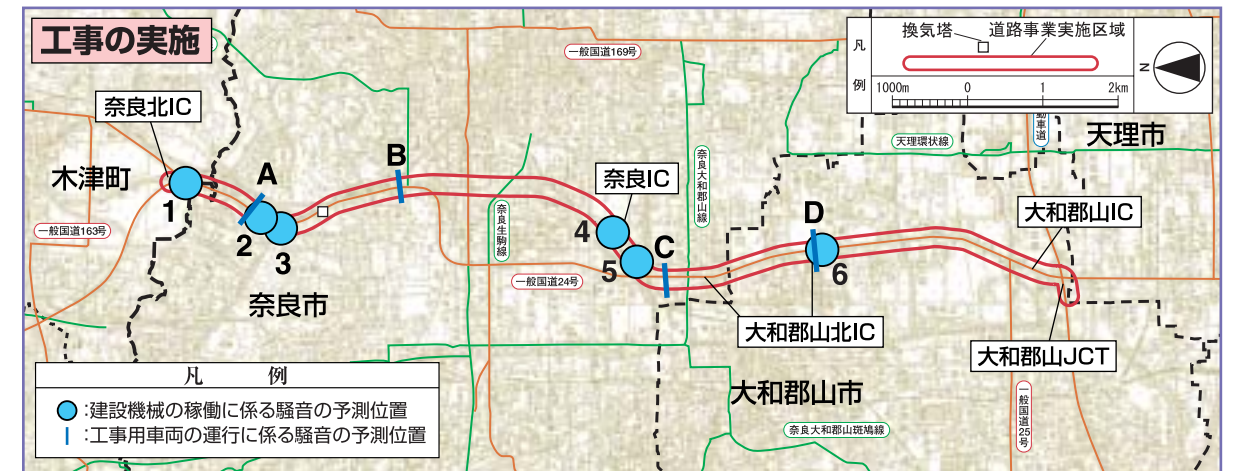 工事の実施
一般国道169号
凡例
換気塔
道路事業実施区域
1000m 0 1 2km
N
奈良北IC
木津町
1
一般国道163号
A
2
3
奈良市
B
奈良生駒線
一般国道24号
奈良IC
4
5
C
奈良大和郡山線
D
6
大和郡山北IC
天理環状線
動車道
天理市
大和郡山IC
大和郡山JCT
一般国道25号
大和郡山市
奈良大和郡山斑鳩線
凡例
:建設機械の稼働に係る騒音の予測位置
:工事用車両の運行に係る騒音の予測位置